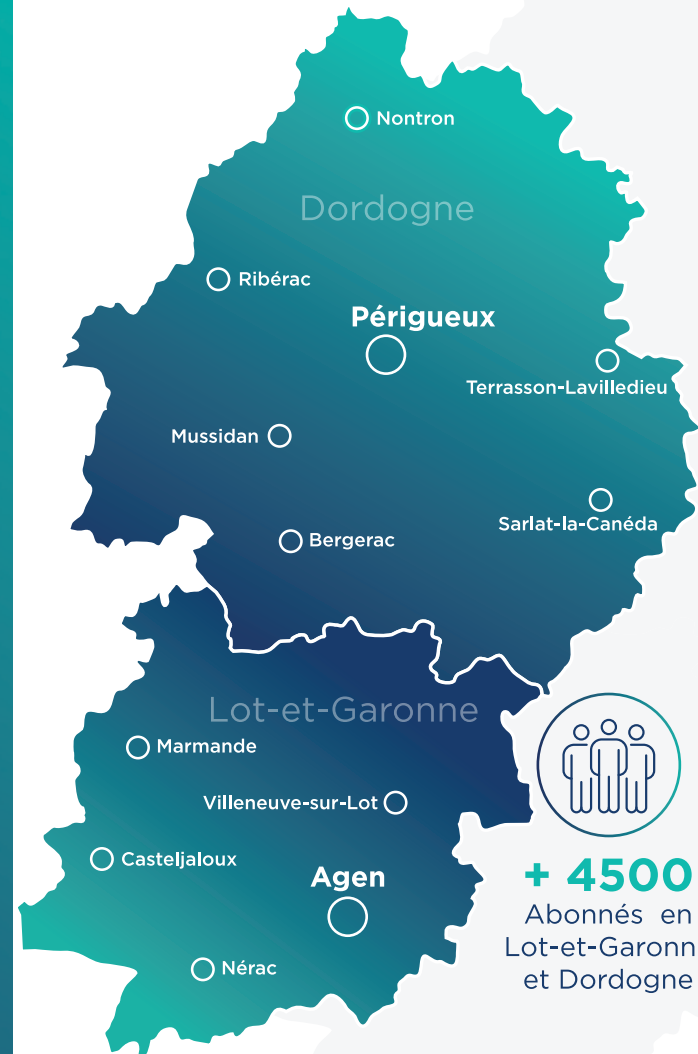 Nontron
Dordogne
Ribérac
Périgueux
Terrasson-Lavilledieu
Mussidan
Sarlat-la-Canéda
Bergerac
Lot-et-Garonne
Marmande
Villeneuve-sur-Lot
Casteljaloux
Agen
Nérac
+ 4500
Abonnés en
Lot-et-Garonn
et Dordogne